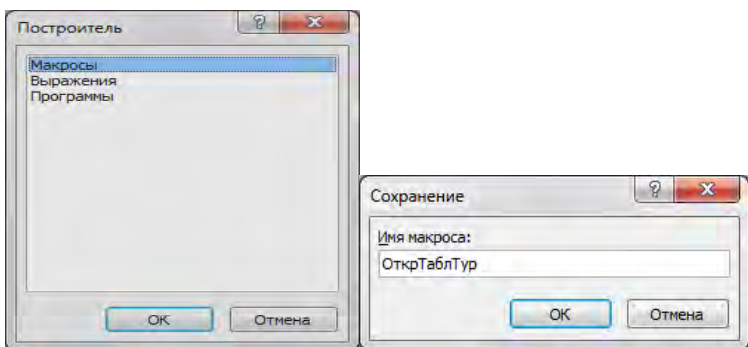 Построитель
Макросы
Выражения
Программы
ОК
Отмена
Сохранение
Имя макроса:
ОткрТаблТур
ОК
Отмена